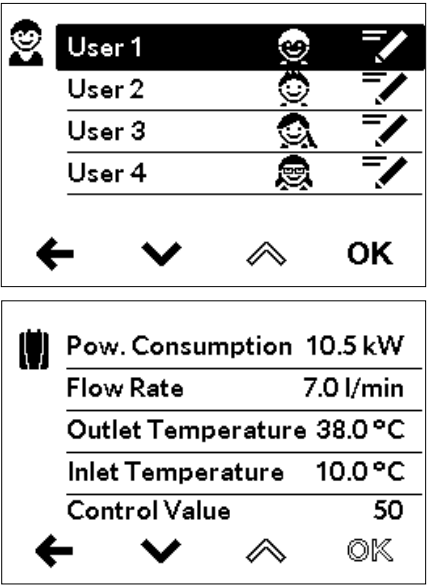 User 1
User 2
User 3
User 4
OK
Pow. Consumption 10.5 kW
Flow Rate 7.0 l/min
Outlet Temperature 38.0 °C
Inlet Temperature 10.0 °C
Control Value 50
OK